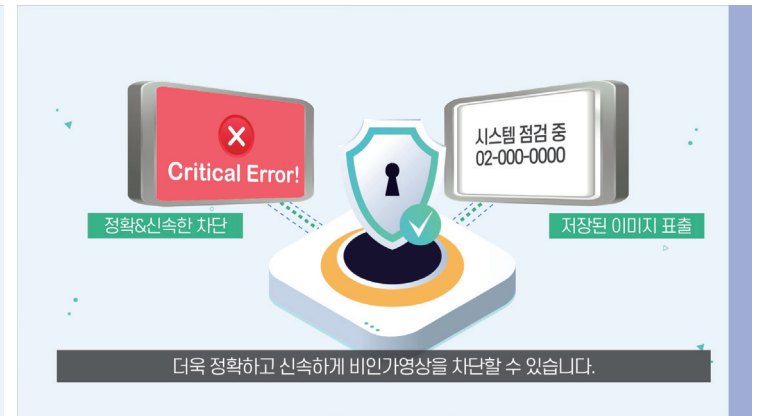 Critical Error!
시스템 점검 중
02-000-0000
정확&신속한 차단
저장된 이미지 표출
더욱 정확하고 신속하게 비인가영상을 차단할 수 있습니다.